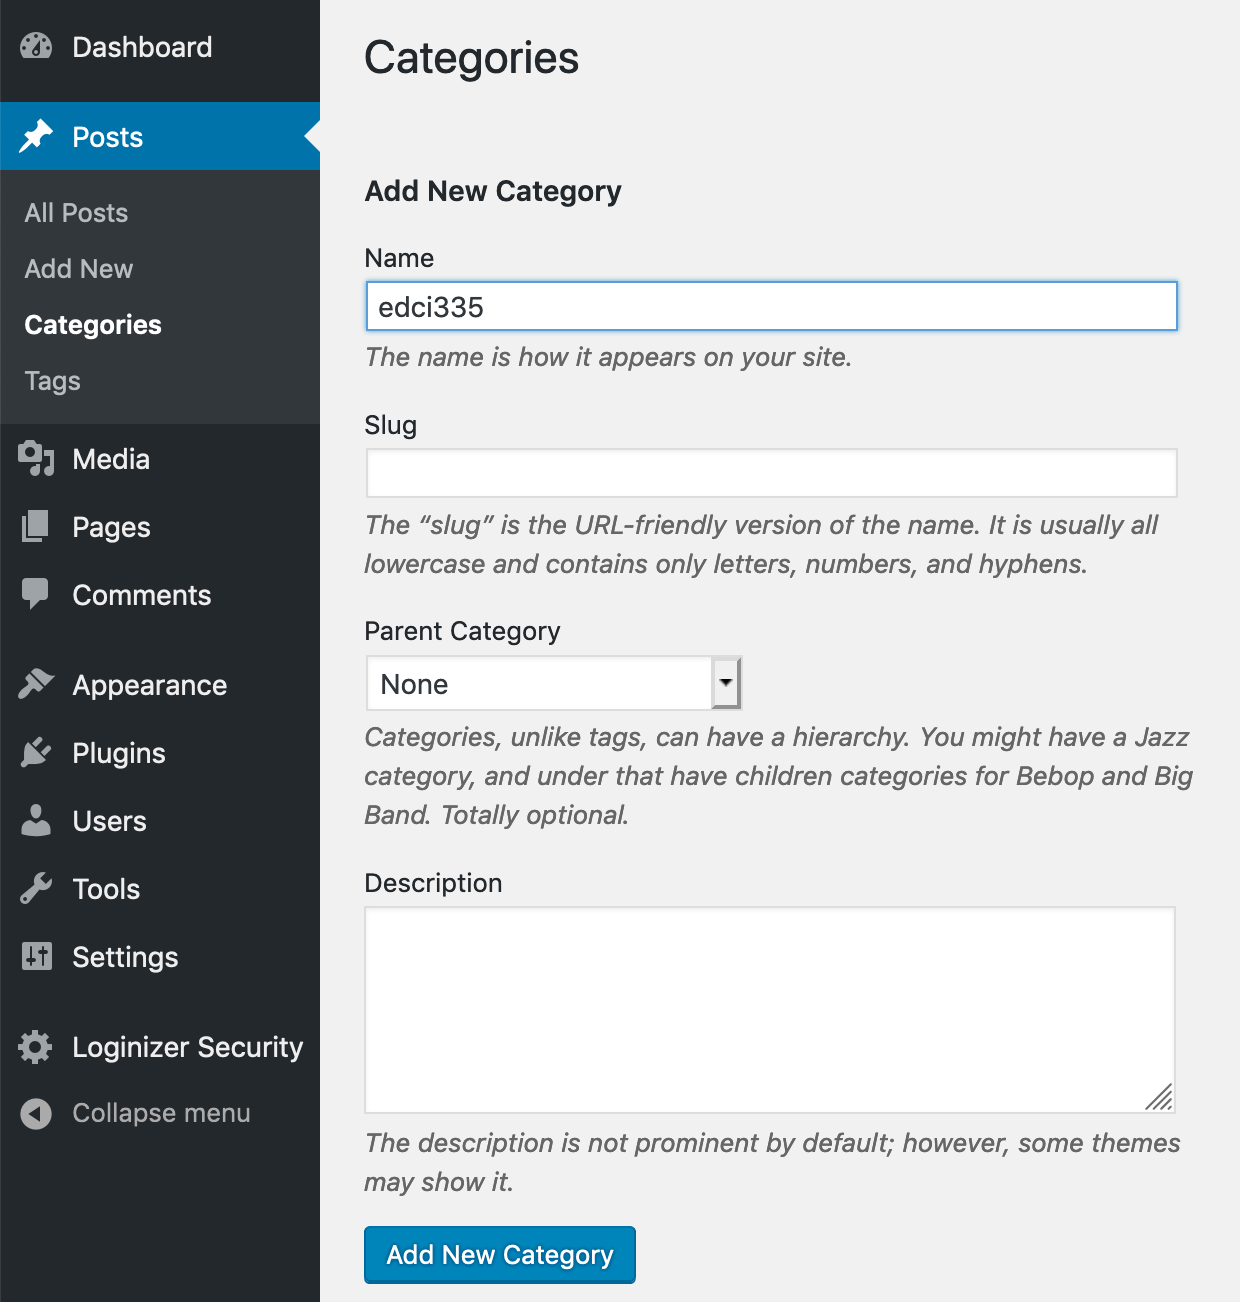 Dashboard
Posts
All Posts
Add New
Categories
Tags
Media
Pages
Comments
Appearance
Plugins
Users
Tools
Settings
Loginizer Security
Collapse menu
Categories
Add New Category
Name
edci335
The name is how it appears on your site.
Slug
The “slug” is the URL-friendly version of the name. It is usually all
lowercase and contains only letters, numbers, and hyphens.
Parent Category
None
Categories, unlike tags, can have a hierarchy. You might have a Jazz
category, and under that have children categories for Bebop and Big
Band. Totally optional.
Description
The description is not prominent by default; however, some themes
may show it.
Add New Category